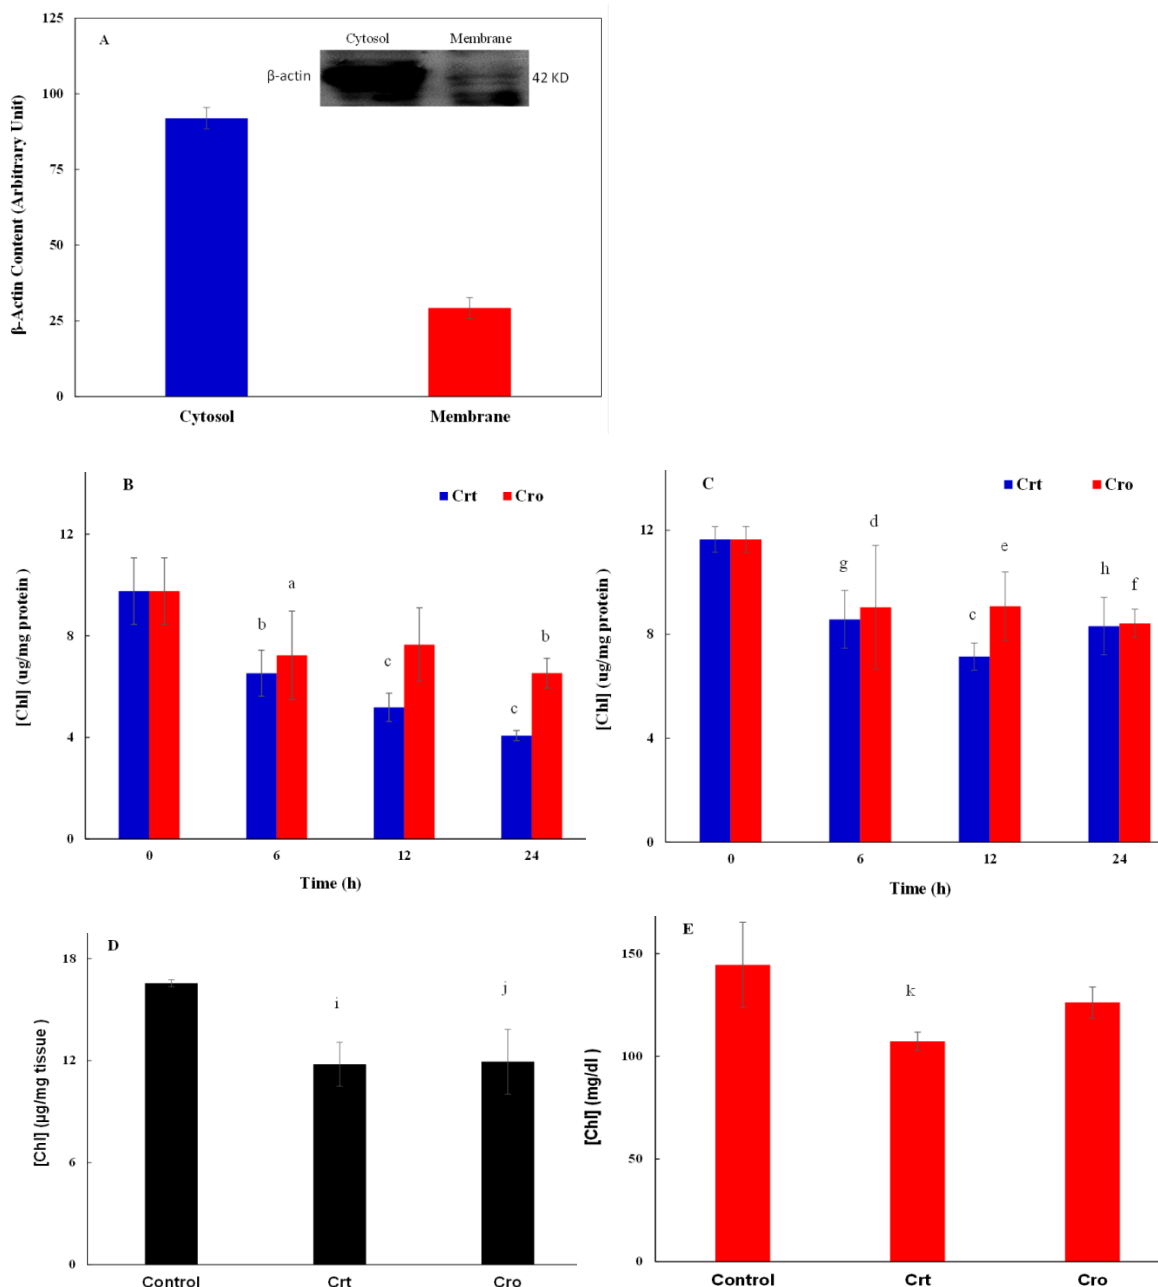 A
Cytosol Membrane
β-actin 42 KD
β-Actin Content (Arbitrary Unit)
125
100
75
50
25
0
Cytosol Membrane
B
Crt Cro
[Chl] (ug/mg protein )
12
8
4
0
b a c b c
0 6 12 24
Time (h)
C
Crt Cro
[Chl] (ug/mg protein )
12
8
4
0
g d c e h f
0 6 12 24
Time (h)
D
[Chl] (µg/mg tissue )
18
12
6
0
i j
Control Crt Cro
E
[Chl] (mg/dl )
150
100
50
0
k
Control Crt Cro